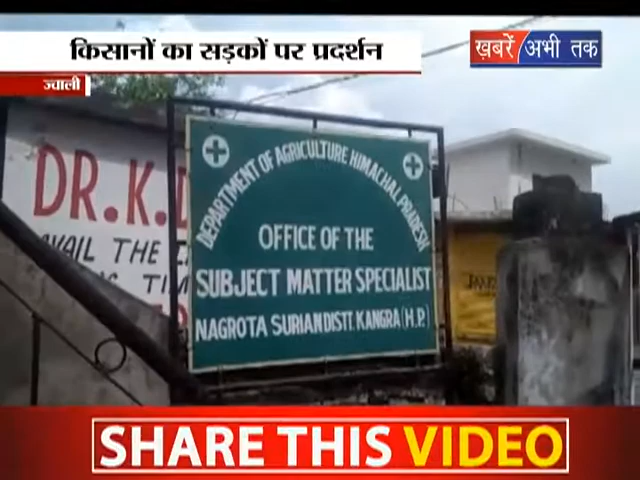 किसानों का सड़कों पर प्रदर्शन
ख़बरें अभी तक
ज्वाली
DR. K.
AVAIL THE
TIM
DEPARTMENT OF AGRICULTURE HIMACHAL PRADESH
OFFICE OF THE
SUBJECT MATTER SPECIALIST
NAGROTA SURIAN DISTT. KANGRA (H.P.)
SHARE THIS VIDEO